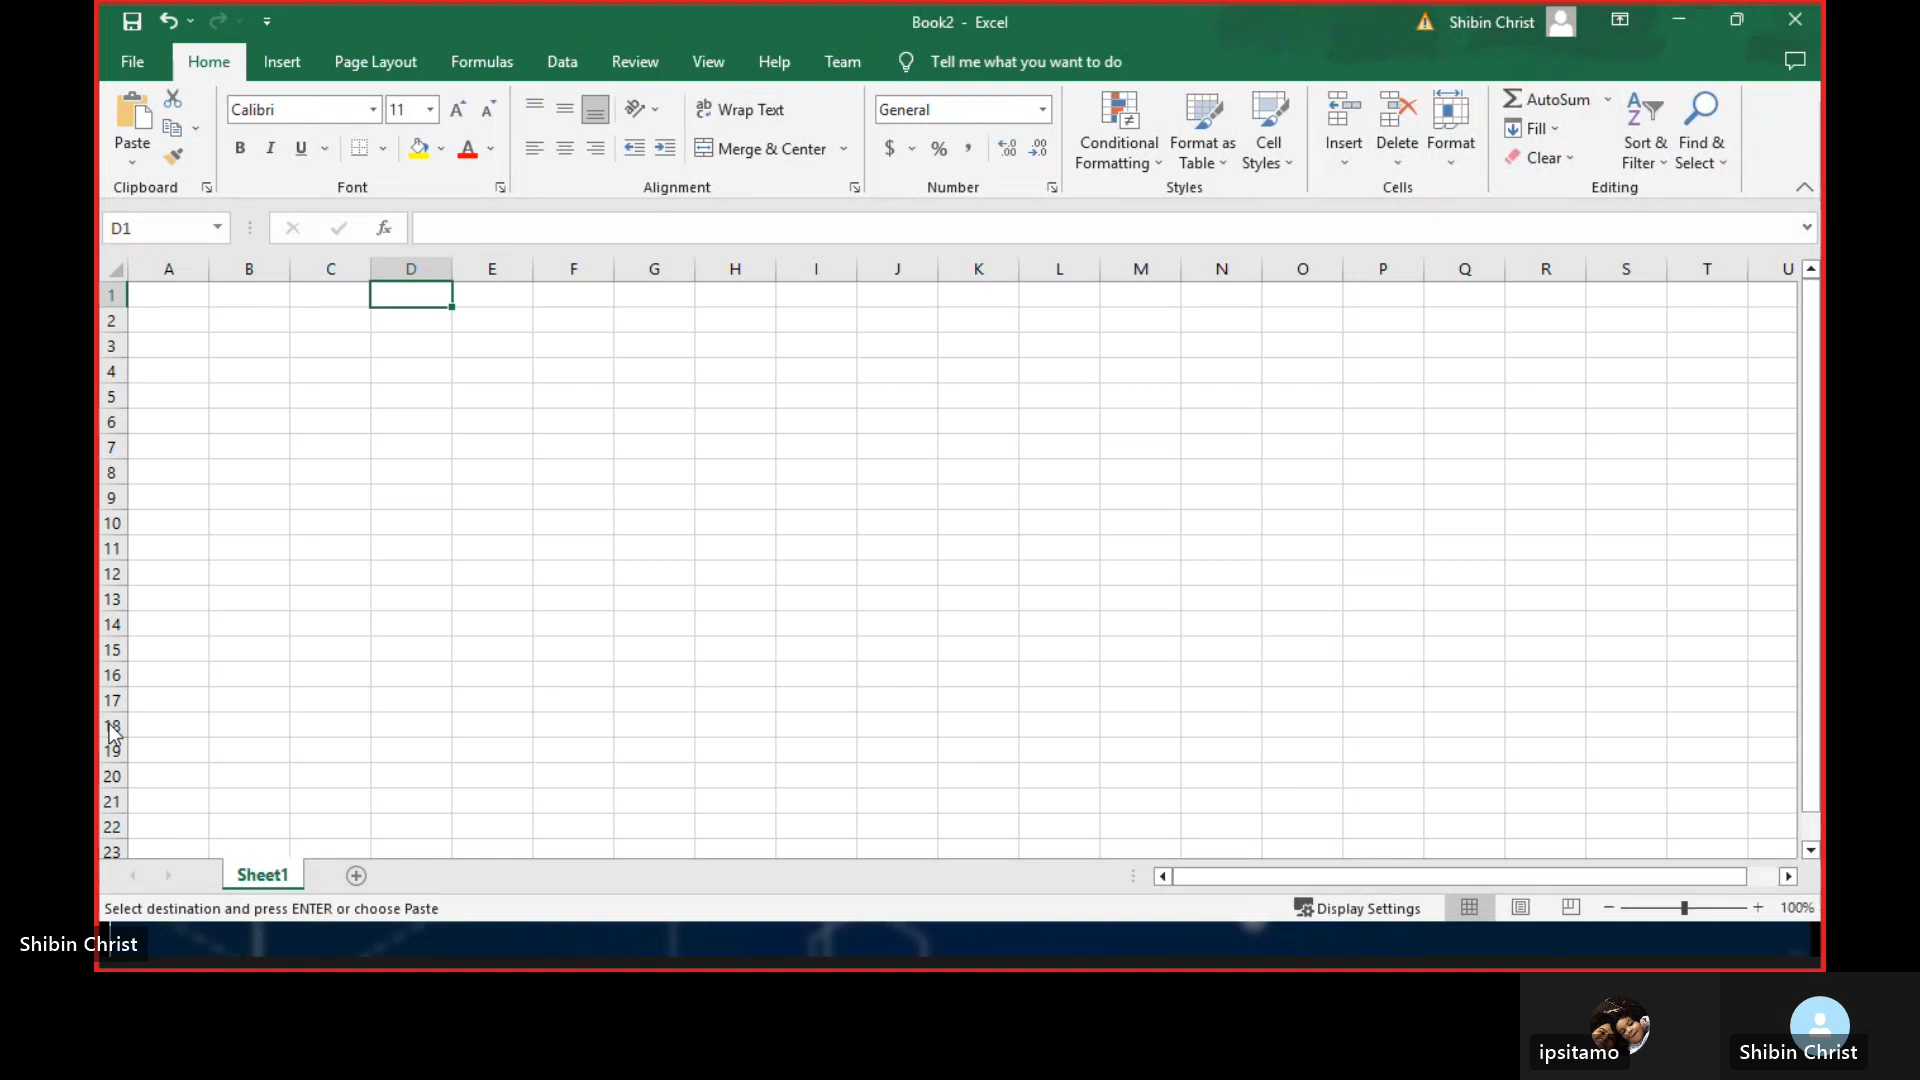 Book2 - Excel
Shibin Christ
File Home Insert Page Layout Formulas Data Review View Help Team Tell me what you want to do
Paste
Clipboard
Calibri 11
B I U A
Font
ab Wrap Text
Merge & Center
Alignment
General
$ % ,
Number
Conditional Formatting
Format as Table
Cell Styles
Styles
Insert Delete Format
Cells
AutoSum
Fill
Clear
Sort & Filter
Find & Select
Editing
D1 fx
A B C D E F G H I J K L M N O P Q R S T U
1
2
3
4
5
6
7
8
9
10
11
12
13
14
15
16
17
18
19
20
21
22
23
Sheet1
Select destination and press ENTER or choose Paste
Display Settings
100%
Shibin Christ
ipsitamo
Shibin Christ